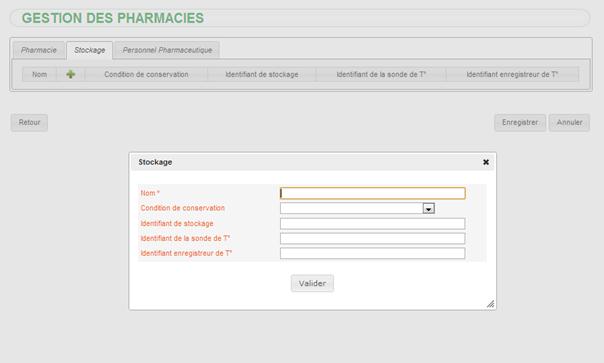 GESTION DES PHARMACIES
Pharmacie Stockage Personnel Pharmaceutique
Nom Condition de conservation Identifiant de stockage Identifiant de la sonde de T° Identifiant enregistreur de T°
Retour Enregistrer Annuler
Stockage
Nom *
Condition de conservation
Identifiant de stockage
Identifiant de la sonde de T°
Identifiant enregistreur de T°
Valider